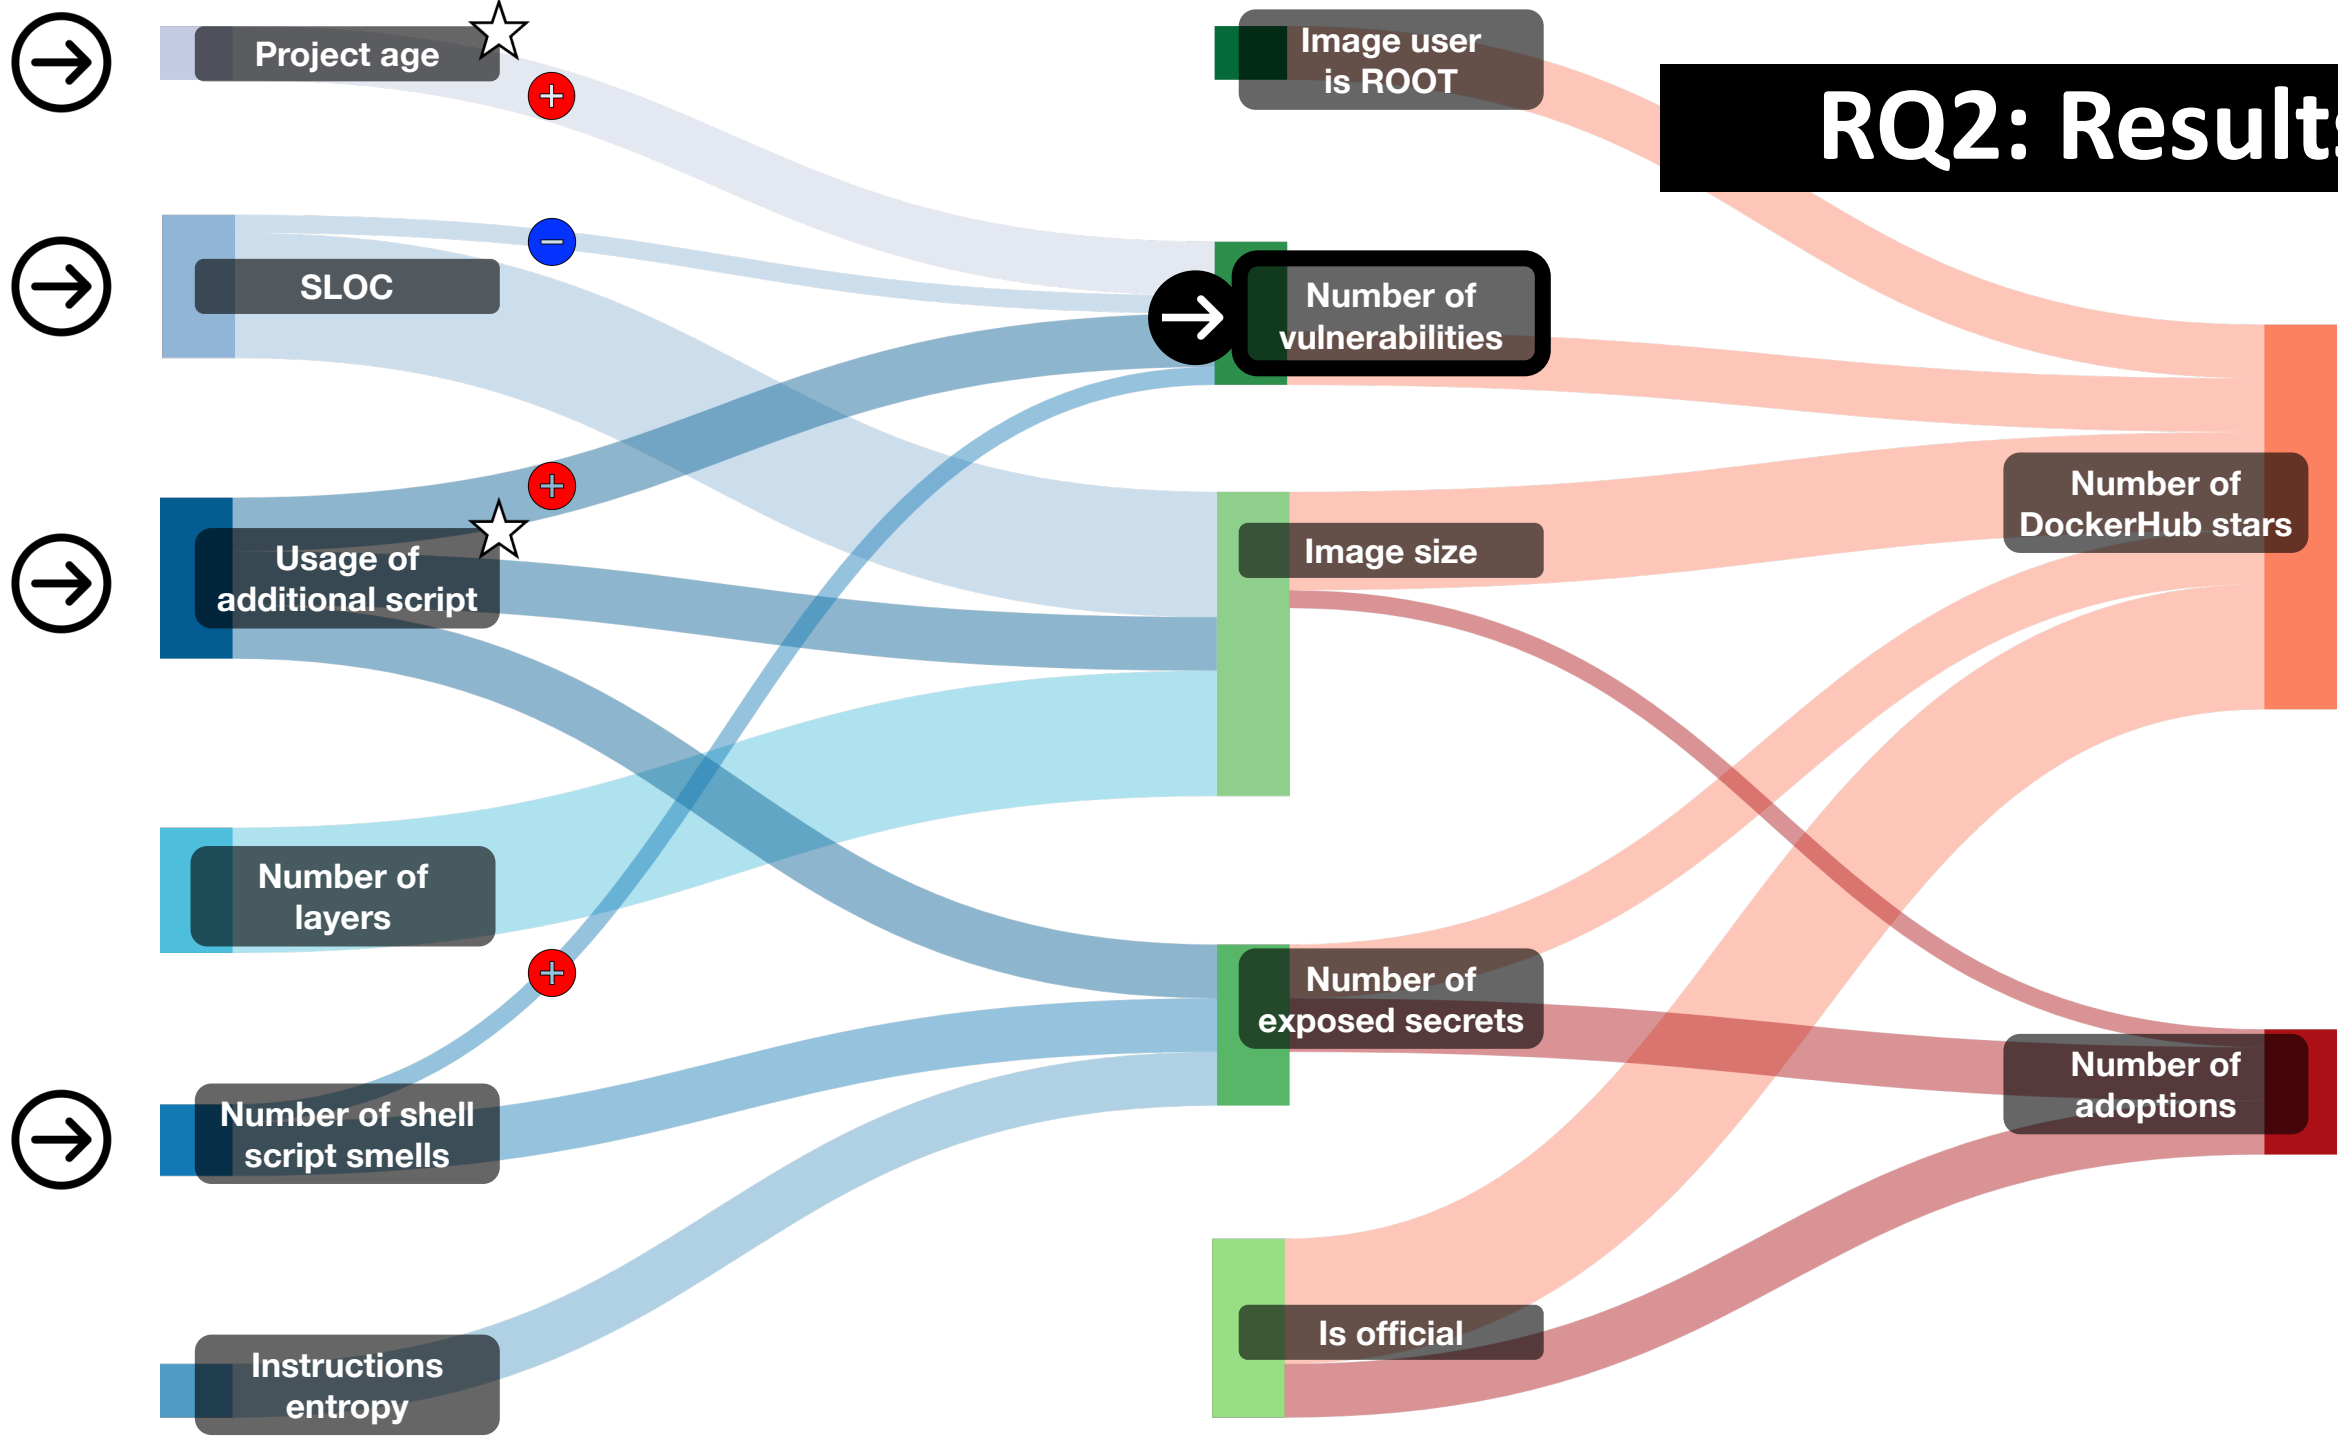 Project age
SLOC
Usage of
additional script
Number of
layers
Number of shell
script smells
Instructions
entropy
Image user
is ROOT
Number of
vulnerabilities
Image size
Number of
exposed secrets
Is official
RQ2: Results
Number of
DockerHub stars
Number of
adoptions